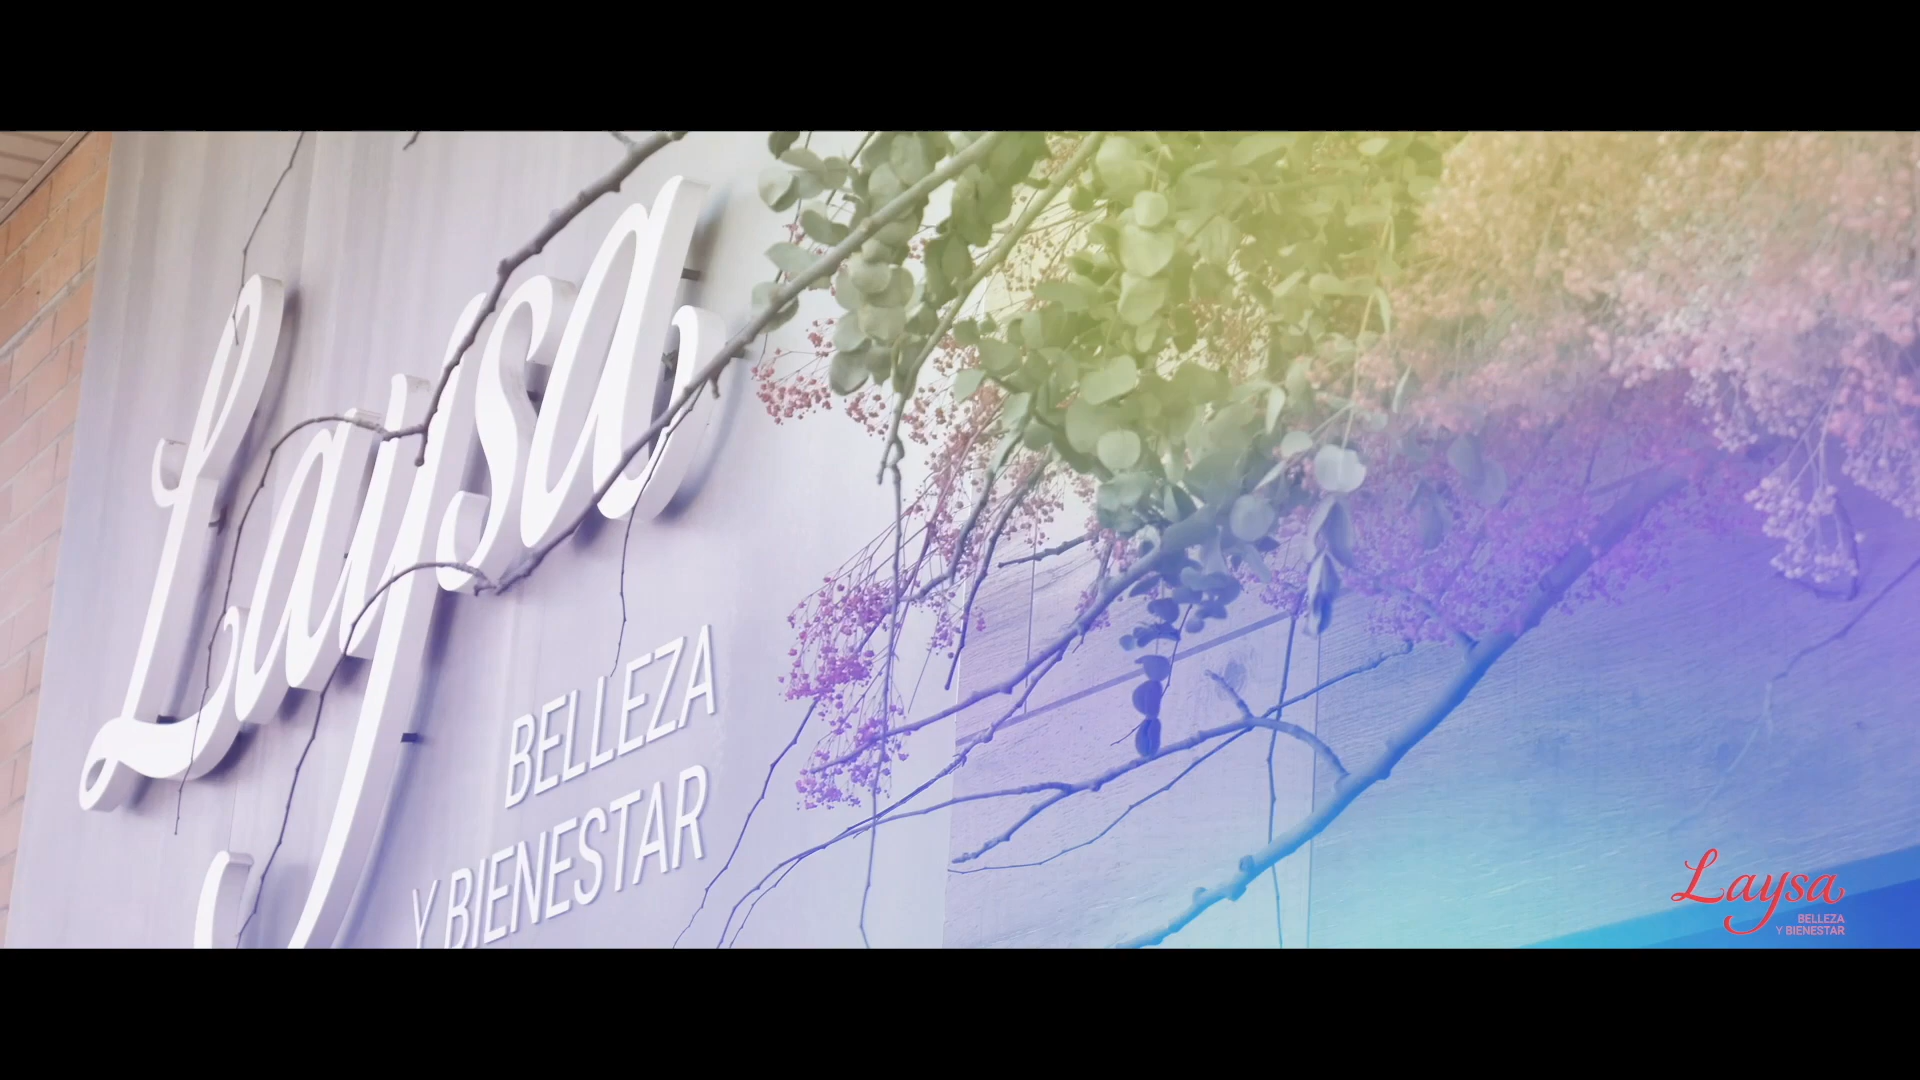 Laysa
BELLEZA
Y BIENESTAR
Laysa
BELLEZA
Y BIENESTAR